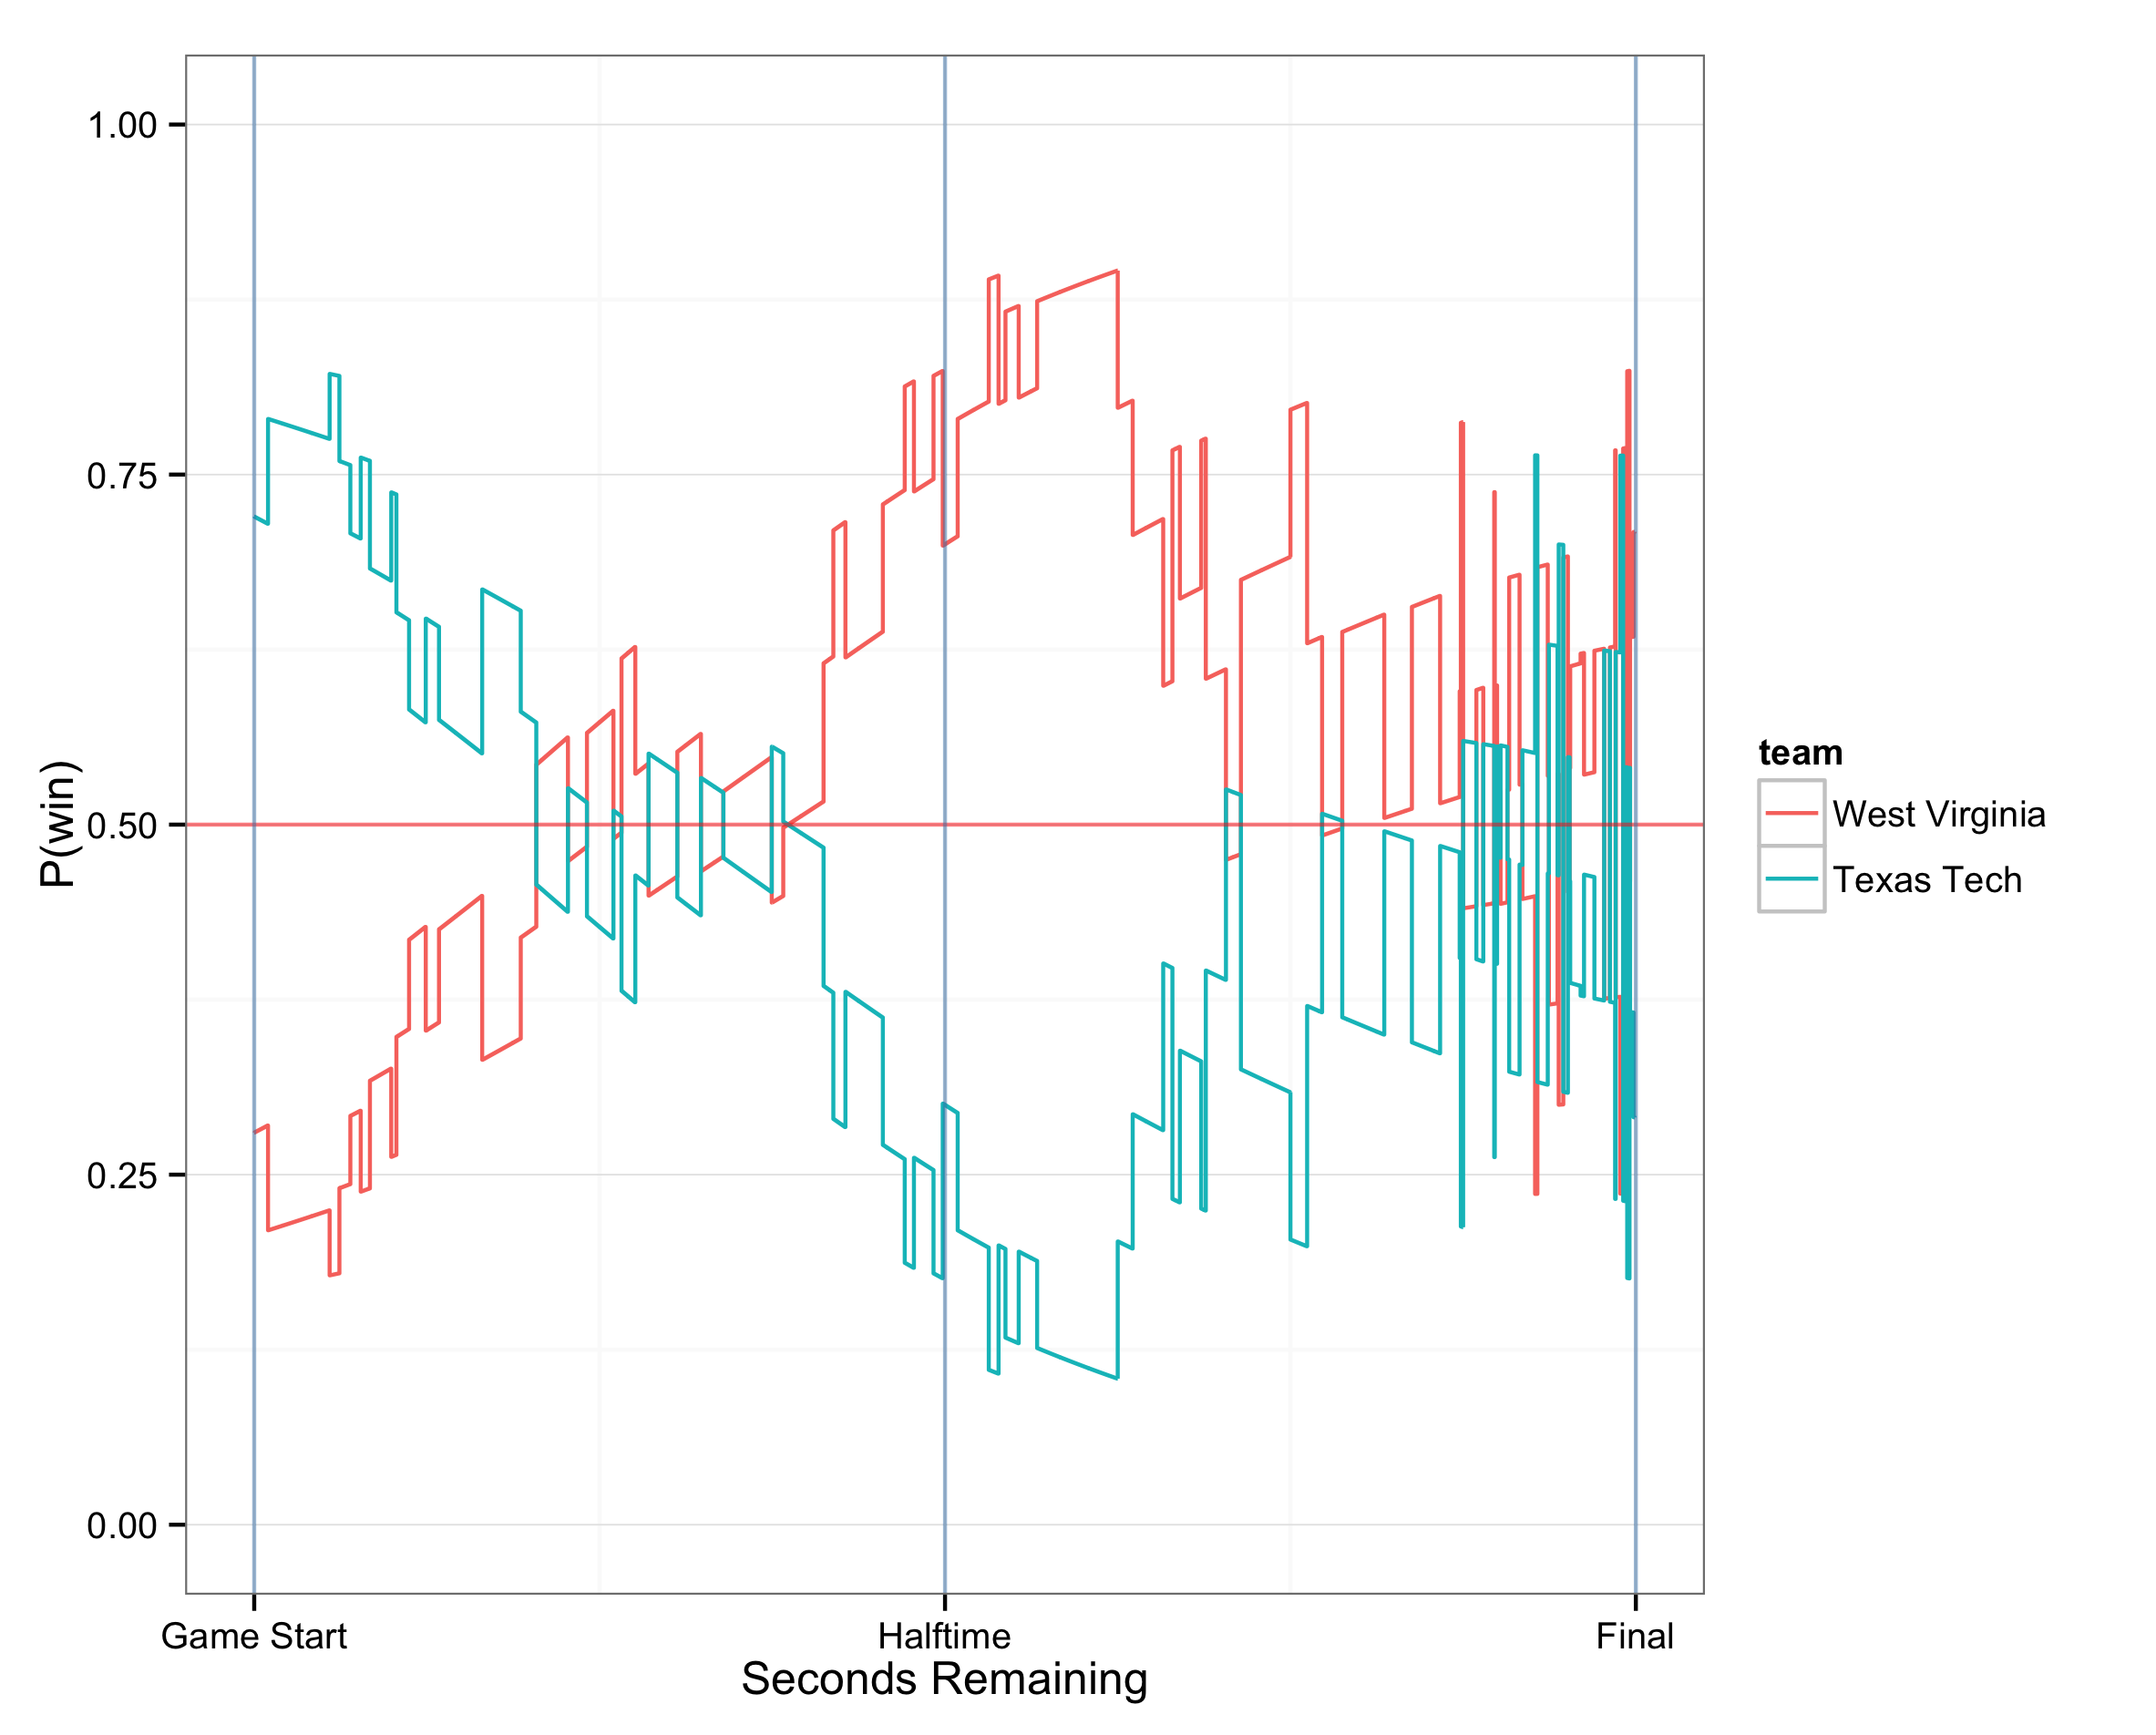 P(win)
1.00
0.75
0.50
0.25
0.00
Game Start
Halftime
Final
Seconds Remaining
team
West Virginia
Texas Tech